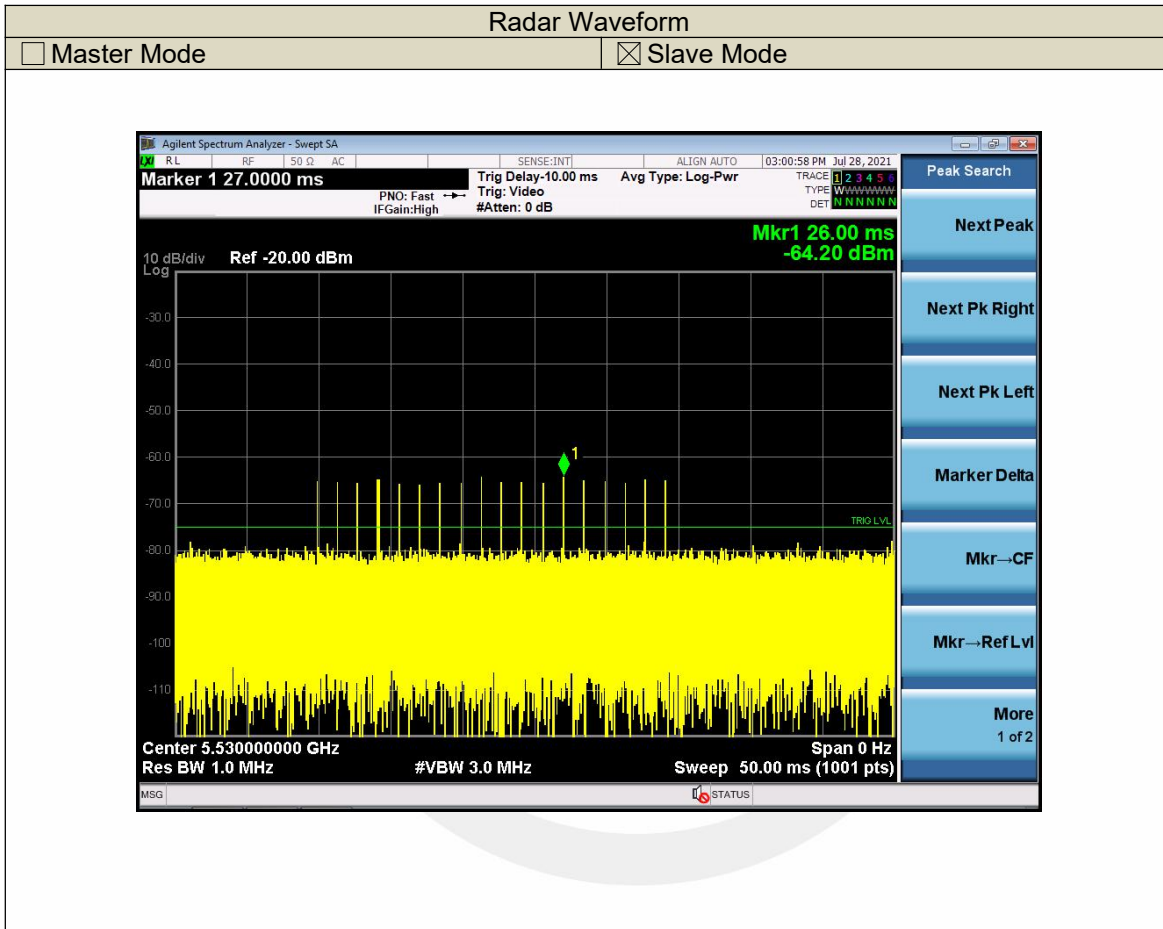 Radar Waveform
Master Mode
Slave Mode
Agilent Spectrum Analyzer - Swept SA
LXI RL RF 50 Ω AC SENSE:INT ALIGN AUTO 03:00:58 PM Jul 28, 2021
Marker 1 27.0000 ms
PNO: Fast
IFGain:High
Trig Delay-10.00 ms
Trig: Video
#Atten: 0 dB
Avg Type: Log-Pwr
TRACE 1 2 3 4 5 6
TYPE WWWWWW
DET N N N N N N
Peak Search
Mkr1 26.00 ms
-64.20 dBm
10 dB/div
Log
Ref -20.00 dBm
-30.0
-40.0
-50.0
-60.0
-70.0
-80.0
-90.0
-100
-110
1
TRIG LVL
Center 5.530000000 GHz
Span 0 Hz
Res BW 1.0 MHz
#VBW 3.0 MHz
Sweep 50.00 ms (1001 pts)
Next Peak
Next Pk Right
Next Pk Left
Marker Delta
Mkr→CF
Mkr→Ref Lvl
More
1 of 2
MSG
STATUS